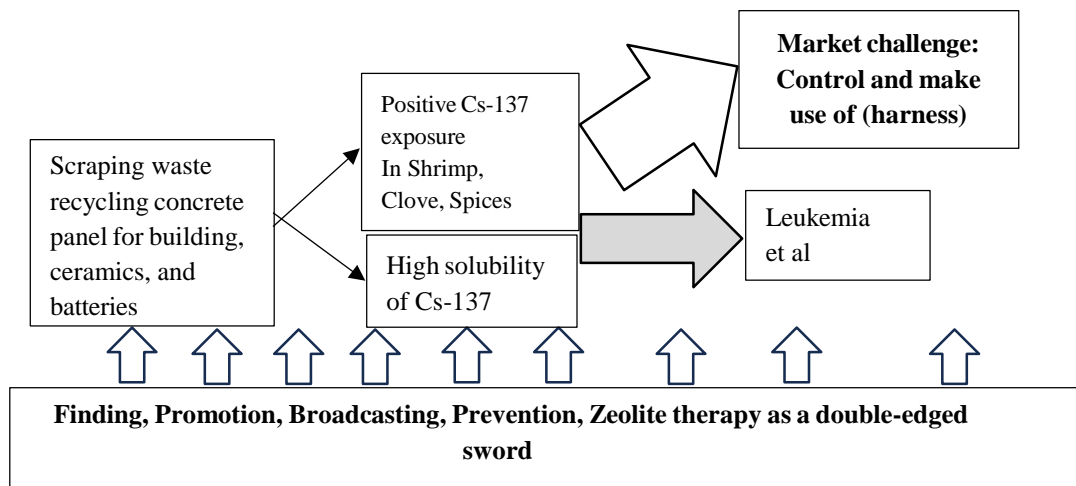 Scraping waste
recycling concrete
panel for building,
ceramics, and
batteries
Positive Cs-137
exposure
In Shrimp,
Clove, Spices
High solubility
of Cs-137
Market challenge:
Control and make
use of (harness)
Leukemia
et al
Finding, Promotion, Broadcasting, Prevention, Zeolite therapy as a double-edged
sword